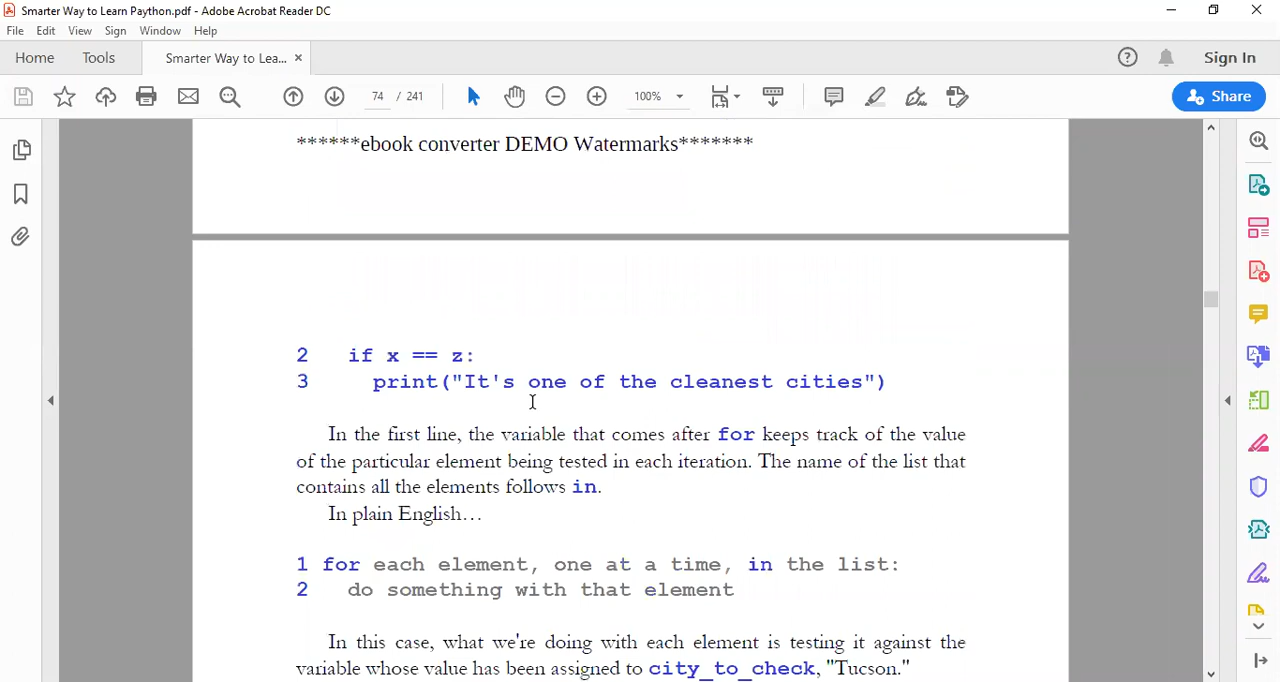 Smarter Way to Learn Paython.pdf - Adobe Acrobat Reader DC
File Edit View Sign Window Help
Home Tools Smarter Way to Lea... × Sign In
74 / 241 100% Share
******ebook converter DEMO Watermarks*******
2 if x == z:
3 print("It's one of the cleanest cities")
In the first line, the variable that comes after for keeps track of the value
of the particular element being tested in each iteration. The name of the list that
contains all the elements follows in.
In plain English…
1 for each element, one at a time, in the list:
2 do something with that element
In this case, what we're doing with each element is testing it against the
variable whose value has been assigned to city_to_check, "Tucson."